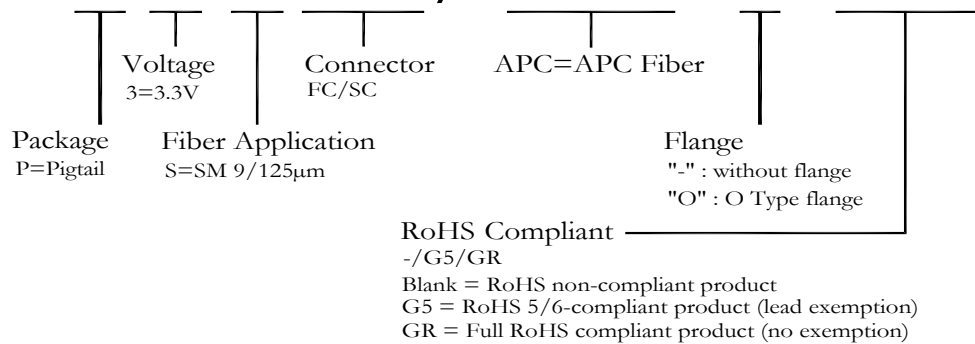 Voltage
3=3.3V
Connector
FC/SC
APC=APC Fiber
Package
P=Pigtail
Fiber Application
S=SM 9/125μm
Flange
"-" : without flange
"O" : O Type flange
RoHS Compliant
-/G5/GR
Blank = RoHS non-compliant product
G5 = RoHS 5/6-compliant product (lead exemption)
GR = Full RoHS compliant product (no exemption)